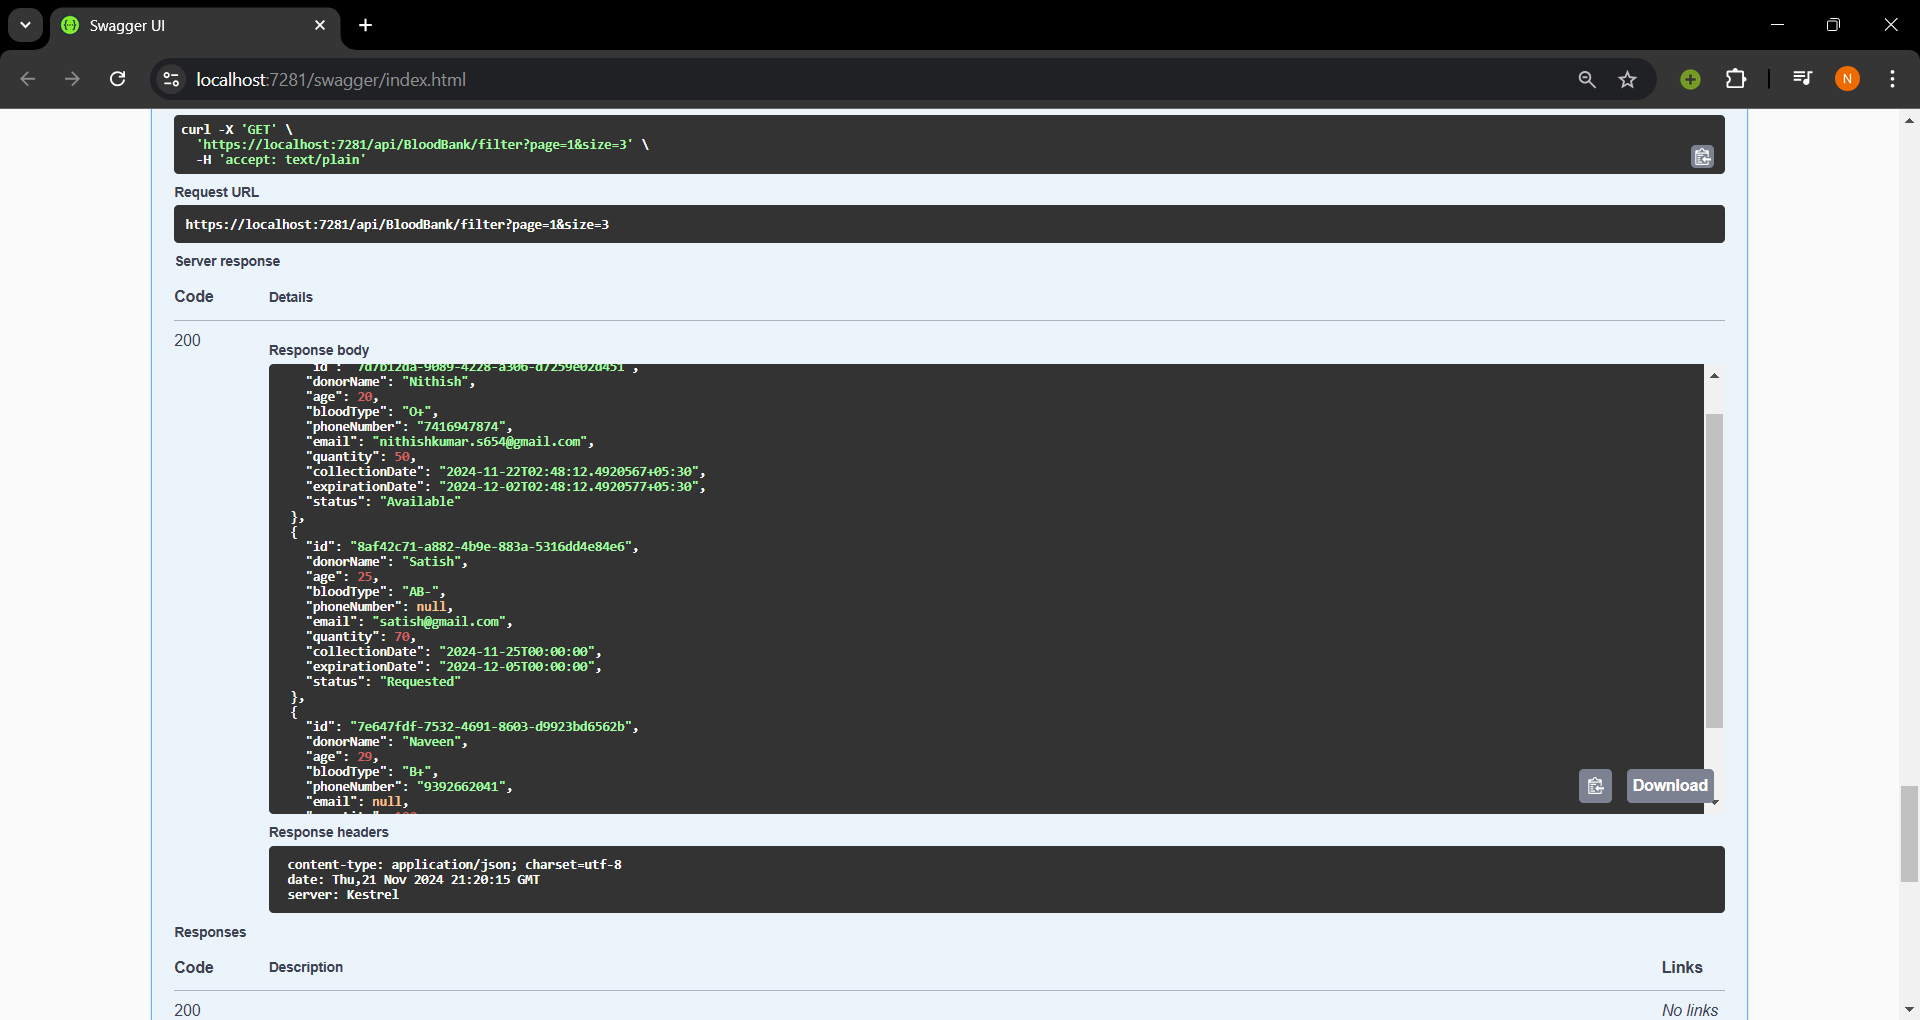 Swagger UI
localhost:7281/swagger/index.html
N
curl -X 'GET' \
'https://localhost:7281/api/BloodBank/filter?page=1&size=3' \
-H 'accept: text/plain'
Request URL
https://localhost:7281/api/BloodBank/filter?page=1&size=3
Server response
Code Details
200
Response body
"id": "7d7b12da-9089-4228-a306-d7259e02d451",
"donorName": "Nithish",
"age": 20,
"bloodType": "O+",
"phoneNumber": "7416947874",
"email": "nithishkumar.s654@gmail.com",
"quantity": 50,
"collectionDate": "2024-11-22T02:48:12.4920567+05:30",
"expirationDate": "2024-12-02T02:48:12.4920577+05:30",
"status": "Available"
},
{
"id": "8af42c71-a882-4b9e-883a-5316dd4e84e6",
"donorName": "Satish",
"age": 25,
"bloodType": "AB-",
"phoneNumber": null,
"email": "satish@gmail.com",
"quantity": 70,
"collectionDate": "2024-11-25T00:00:00",
"expirationDate": "2024-12-05T00:00:00",
"status": "Requested"
},
{
"id": "7e647fdf-7532-4691-8603-d9923bd6562b",
"donorName": "Naveen",
"age": 29,
"bloodType": "B+",
"phoneNumber": "9392662041",
"email": null,
Download
Response headers
content-type: application/json; charset=utf-8
date: Thu,21 Nov 2024 21:20:15 GMT
server: Kestrel
Responses
Code Description Links
200 No links